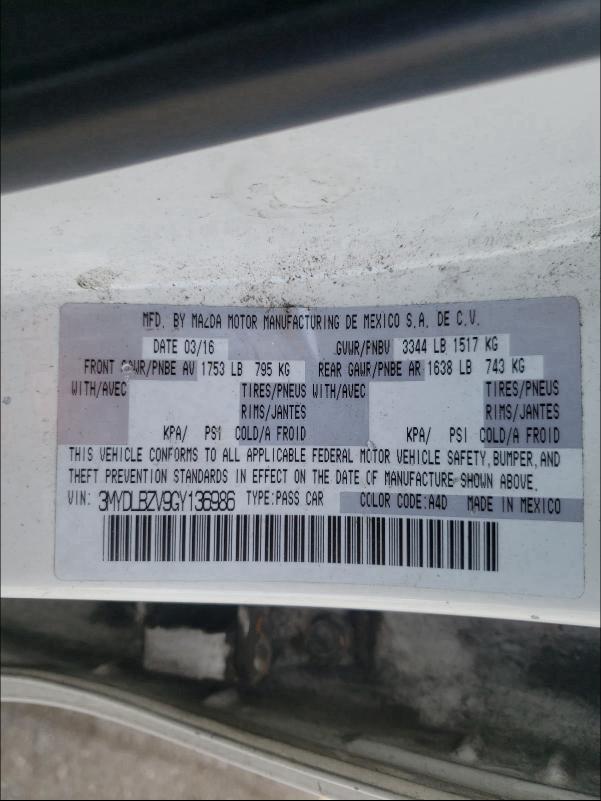 MFD. BY MAZDA MOTOR MANUFACTURING DE MEXICO S.A. DE C.V.
DATE 03/16 GVWR/PNBV 3344 LB 1517 KG
FRONT GAWR/PNBE AV 1753 LB 795 KG REAR GAWR/PNBE AR 1638 LB 743 KG
WITH/AVEC TIRES/PNEUS WITH/AVEC TIRES/PNEUS
RIMS/JANTES RIMS/JANTES
KPA/ PSI COLD/A FROID KPA/ PSI COLD/A FROID
THIS VEHICLE CONFORMS TO ALL APPLICABLE FEDERAL MOTOR VEHICLE SAFETY, BUMPER, AND
THEFT PREVENTION STANDARDS IN EFFECT ON THE DATE OF MANUFACTURE SHOWN ABOVE.
VIN: 3MYDLBZV9GY136986 TYPE:PASS CAR COLOR CODE:A4D MADE IN MEXICO